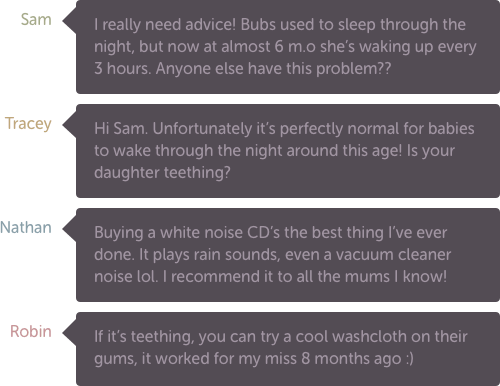 Sam
I really need advice! Bubs used to sleep through the
night, but now at almost 6 m.o she's waking up every
3 hours. Anyone else have this problem??
Tracey
Hi Sam. Unfortunately it's perfectly normal for babies
to wake through the night around this age! Is your
daughter teething?
Nathan
Buying a white noise CD's the best thing I've ever
done. It plays rain sounds, even a vacuum cleaner
noise lol. I recommend it to all the mums I know!
Robin
If it's teething, you can try a cool washcloth on their
gums, it worked for my miss 8 months ago :)